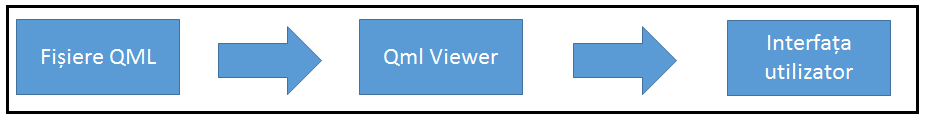 Fișiere QML
Qml Viewer
Interfața
utilizator